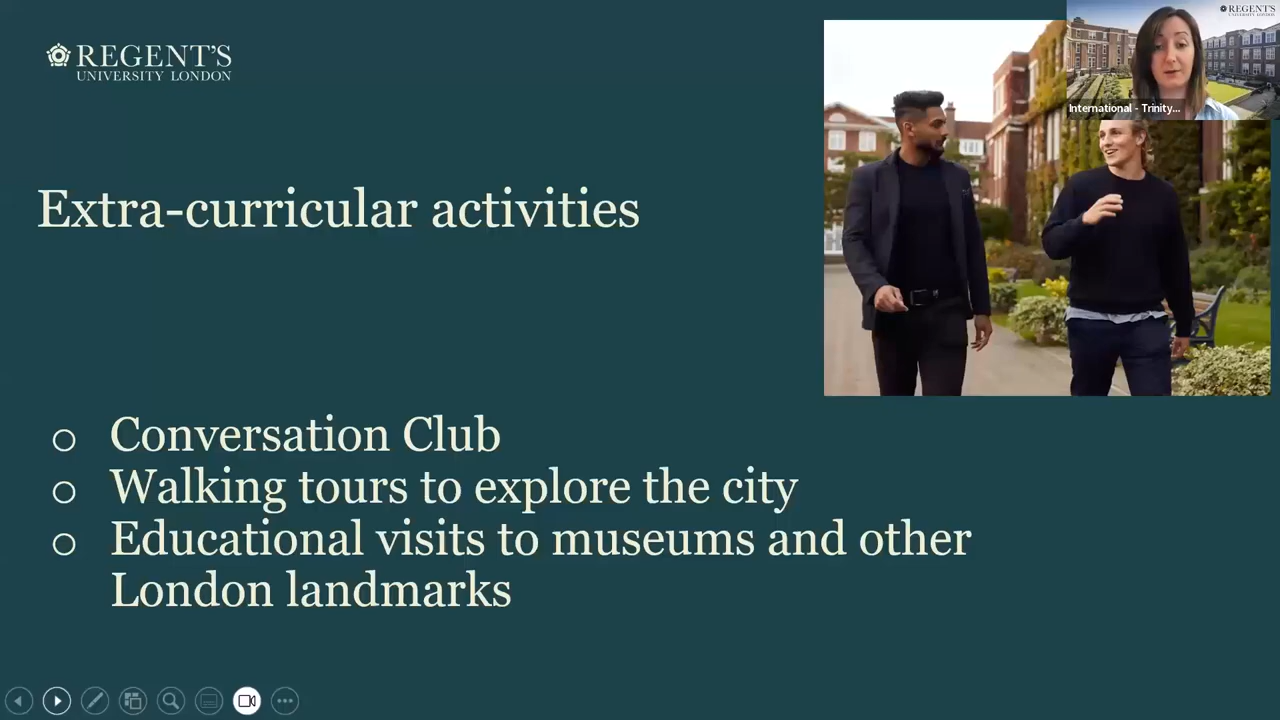 REGENT'S
UNIVERSITY LONDON
REGENT'S
UNIVERSITY LONDON
International - Trinity...
Extra-curricular activities
Conversation Club
Walking tours to explore the city
Educational visits to museums and other
London landmarks